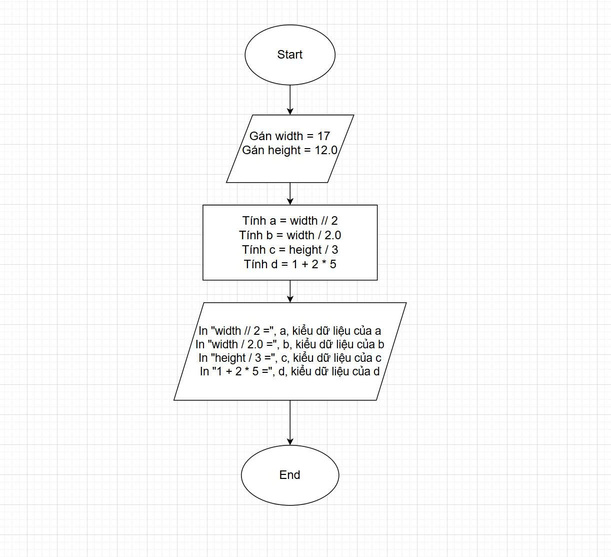 Start
Gán width = 17
Gán height = 12.0
Tính a = width // 2
Tính b = width / 2.0
Tính c = height / 3
Tính d = 1 + 2 * 5
In "width // 2 =", a, kiểu dữ liệu của a
In "width / 2.0 =", b, kiểu dữ liệu của b
In "height / 3 =", c, kiểu dữ liệu của c
In "1 + 2 * 5 =", d, kiểu dữ liệu của d
End